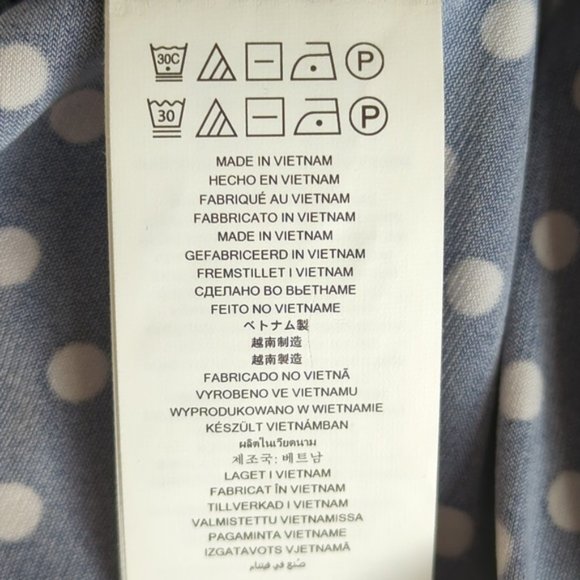 30C P
30 P
MADE IN VIETNAM
HECHO EN VIETNAM
FABRIQUÉ AU VIETNAM
FABBRICATO IN VIETNAM
MADE IN VIETNAM
GEFABRICEERD IN VIETNAM
FREMSTILLET I VIETNAM
СДЕЛАНО ВО ВЬЕТНАМЕ
FEITO NO VIETNAME
ベトナム製
越南制造
越南製造
FABRICADO NO VIETNÃ
VYROBENO VE VIETNAMU
WYPRODUKOWANO W WIETNAMIE
KÉSZÜLT VIETNÁMBAN
ผลิตในเวียดนาม
제조국: 베트남
LAGET I VIETNAM
FABRICAT ÎN VIETNAM
TILLVERKAD I VIETNAM
VALMISTETTU VIETNAMISSA
PAGAMINTA VIETNAME
IZGATAVOTS VJETNAMĀ
صنع في فيتنام